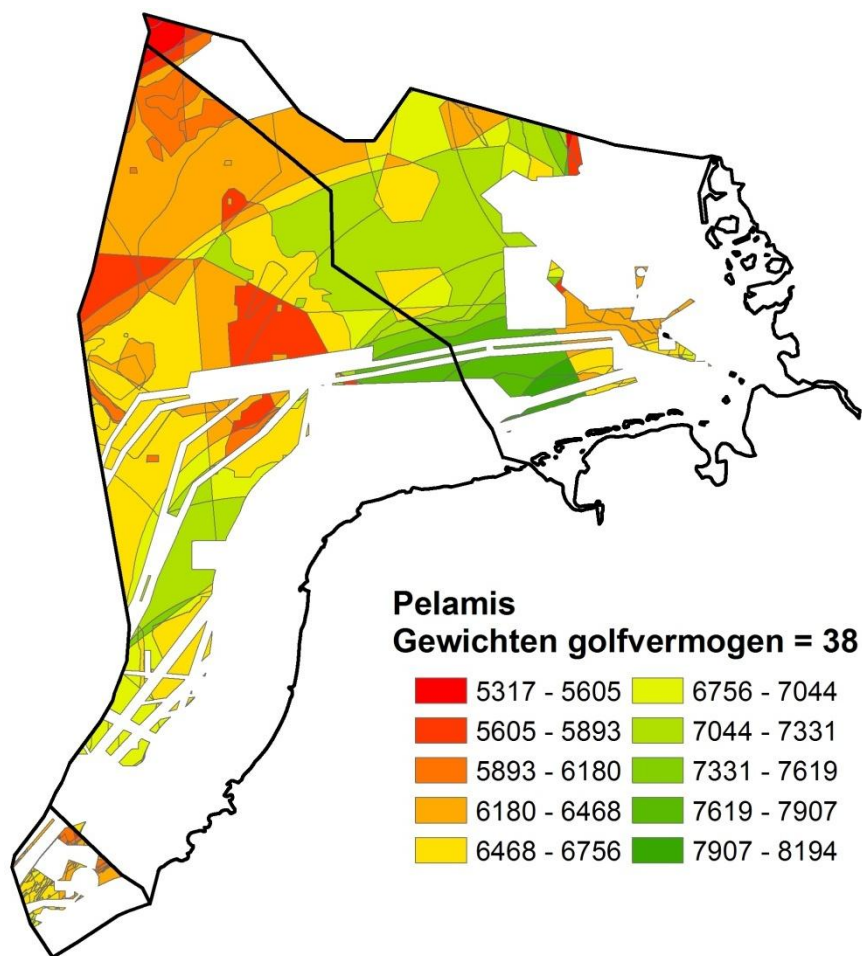 Pelamis
Gewichten golfvermogen = 38
5317 - 5605 6756 - 7044
5605 - 5893 7044 - 7331
5893 - 6180 7331 - 7619
6180 - 6468 7619 - 7907
6468 - 6756 7907 - 8194